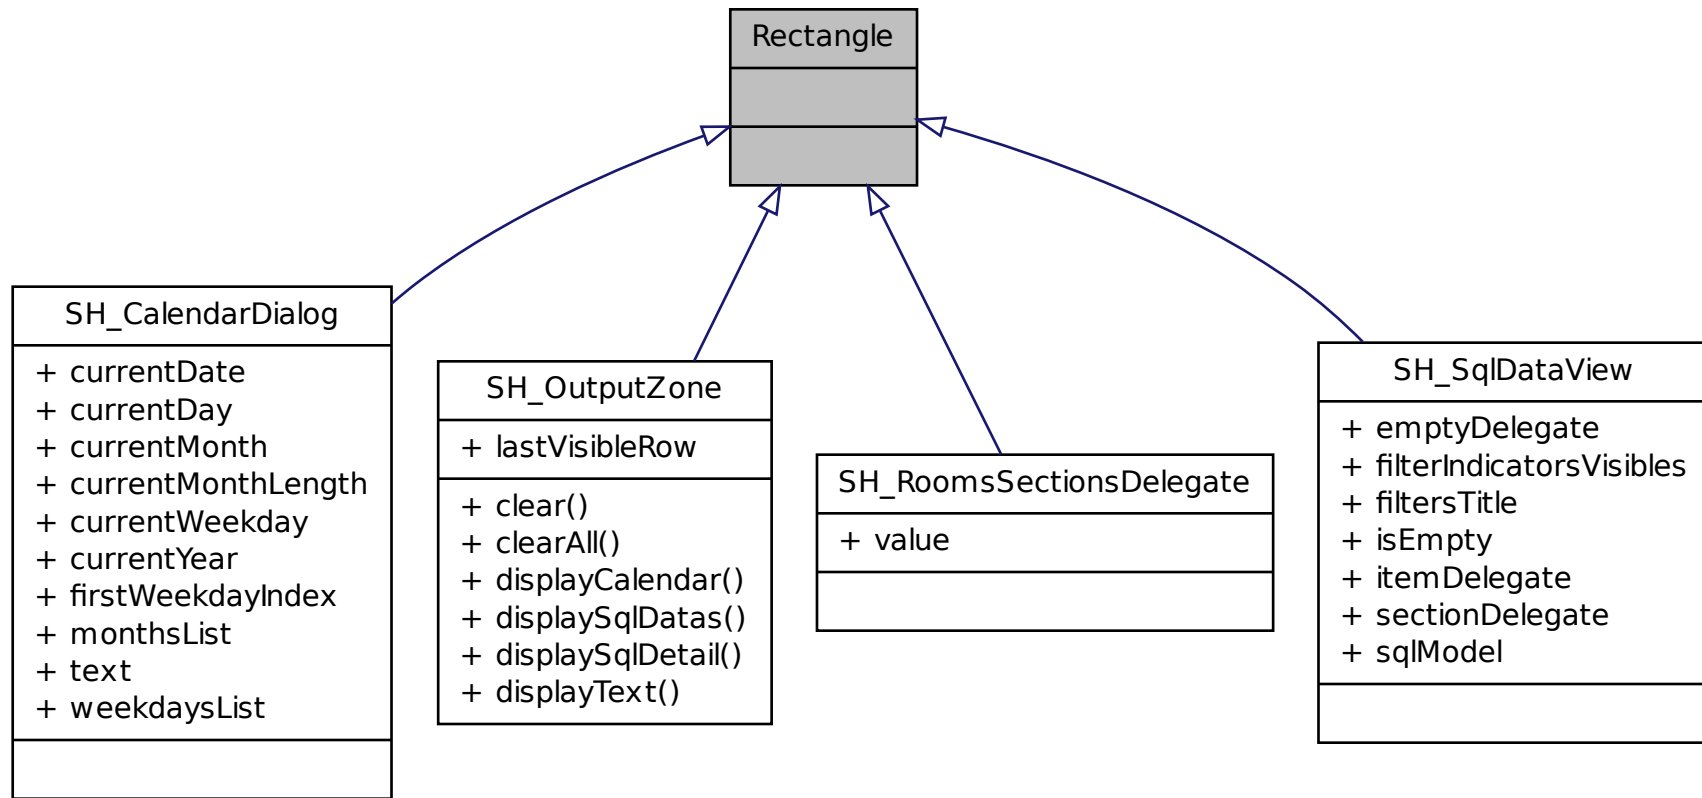 Rectangle
SH_CalendarDialog
+ currentDate
+ currentDay
+ currentMonth
+ currentMonthLength
+ currentWeekday
+ currentYear
+ firstWeekdayIndex
+ monthsList
+ text
+ weekdaysList
SH_OutputZone
+ lastVisibleRow
+ clear()
+ clearAll()
+ displayCalendar()
+ displaySqlDatas()
+ displaySqlDetail()
+ displayText()
SH_RoomsSectionsDelegate
+ value
SH_SqlDataView
+ emptyDelegate
+ filterIndicatorsVisibles
+ filtersTitle
+ isEmpty
+ itemDelegate
+ sectionDelegate
+ sqlModel